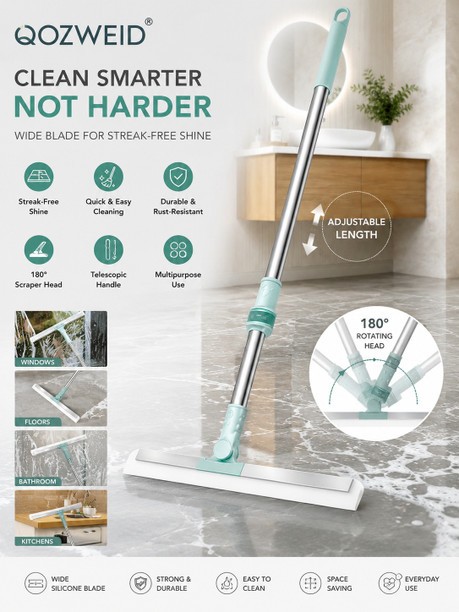 QOZWEID®
CLEAN SMARTER
NOT HARDER
WIDE BLADE FOR STREAK-FREE SHINE
Streak-Free
Shine
Quick & Easy
Cleaning
Durable &
Rust-Resistant
180°
Scraper Head
Telescopic
Handle
Multipurpose
Use
ADJUSTABLE
LENGTH
180°
ROTATING
HEAD
WINDOWS
FLOORS
BATHROOM
KITCHENS
WIDE
SILICONE BLADE
STRONG &
DURABLE
EASY TO
CLEAN
SPACE
SAVING
EVERYDAY
USE